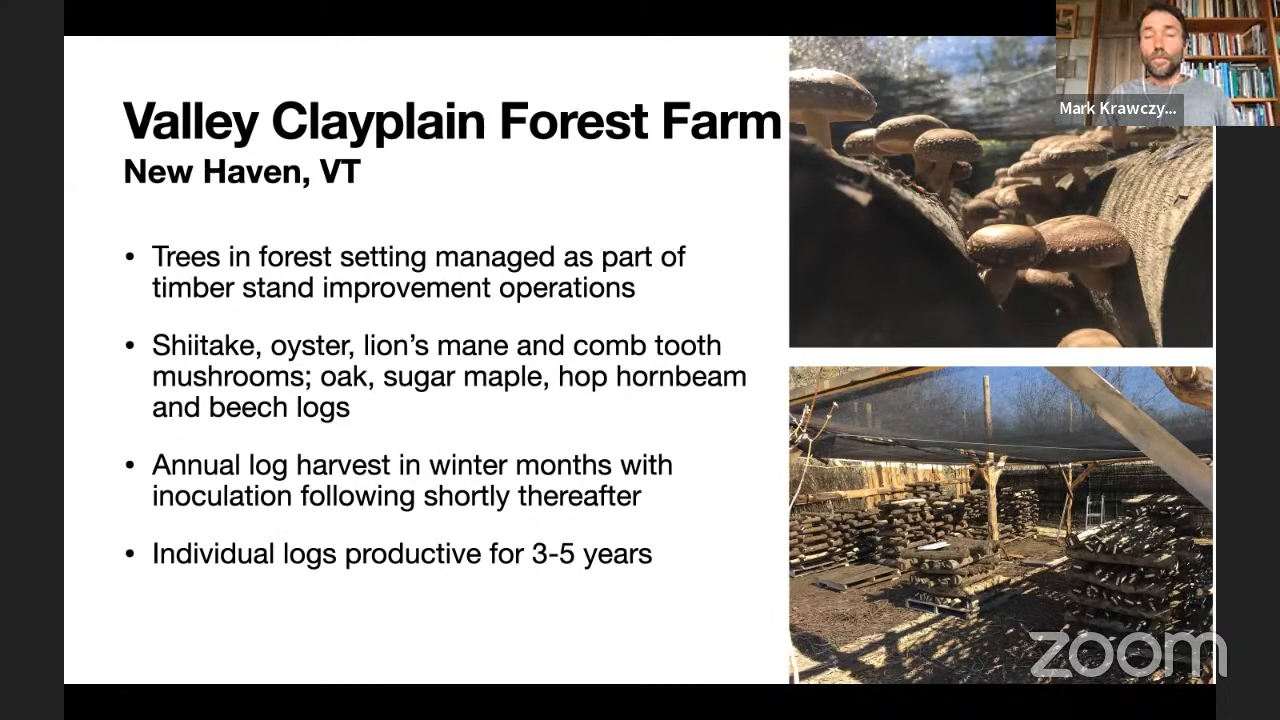 Valley Clayplain Forest Farm
New Haven, VT
• Trees in forest setting managed as part of
timber stand improvement operations
• Shiitake, oyster, lion’s mane and comb tooth
mushrooms; oak, sugar maple, hop hornbeam
and beech logs
• Annual log harvest in winter months with
inoculation following shortly thereafter
• Individual logs productive for 3-5 years
Mark Krawczy...
zoom